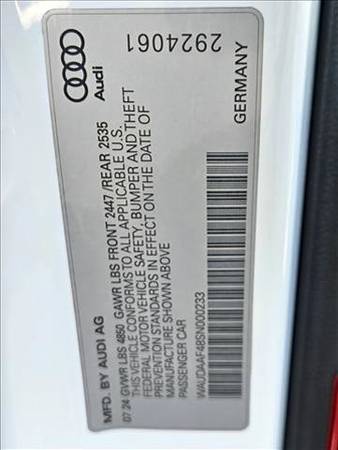 MFD. BY AUDI AG
07.24 GVWR LBS 4850 GAWR LBS FRONT 2447 /REAR 2535
THIS VEHICLE CONFORMS TO ALL APPLICABLE U.S.
FEDERAL MOTOR VEHICLE SAFETY, BUMPER AND THEFT
PREVENTION STANDARDS IN EFFECT ON THE DATE OF
MANUFACTURE SHOWN ABOVE
PASSENGER CAR
WAUDAAF48SN000233
Audi
2924061
GERMANY